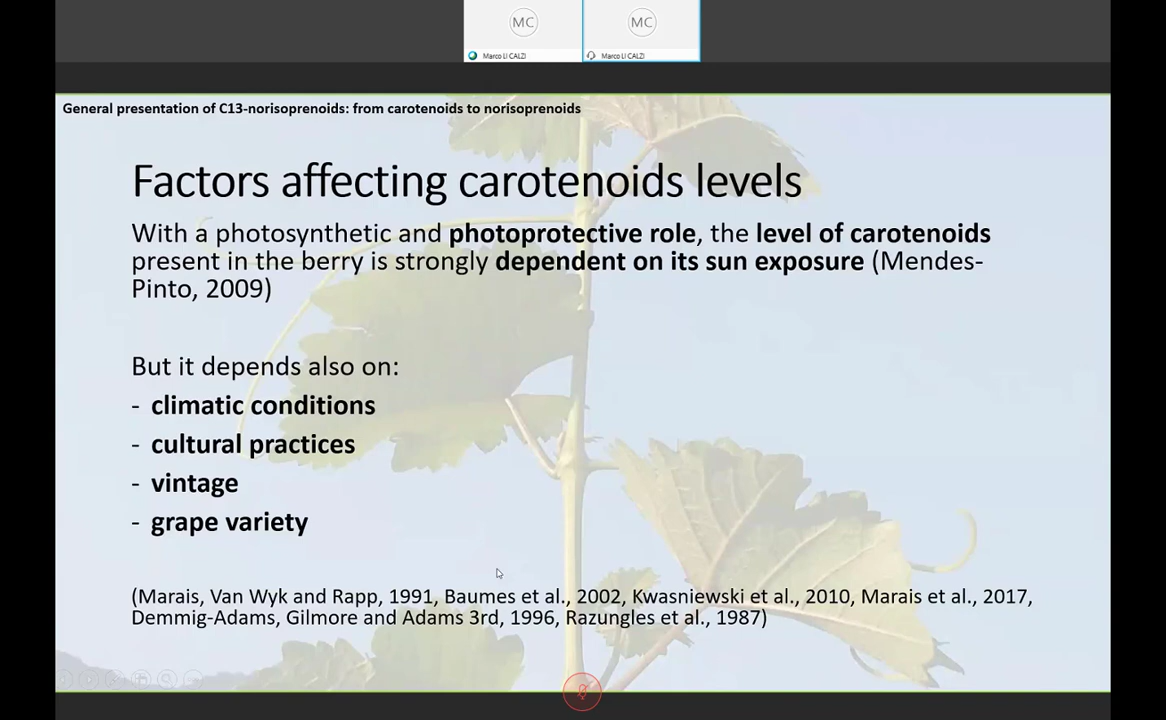 MC MC
Marco LI CALZI Marco LI CALZI
General presentation of C13-norisoprenoids: from carotenoids to norisoprenoids
Factors affecting carotenoids levels
With a photosynthetic and photoprotective role, the level of carotenoids
present in the berry is strongly dependent on its sun exposure (Mendes-
Pinto, 2009)
But it depends also on:
- climatic conditions
- cultural practices
- vintage
- grape variety
(Marais, Van Wyk and Rapp, 1991, Baumes et al., 2002, Kwasniewski et al., 2010, Marais et al., 2017,
Demmig-Adams, Gilmore and Adams 3rd, 1996, Razungles et al., 1987)